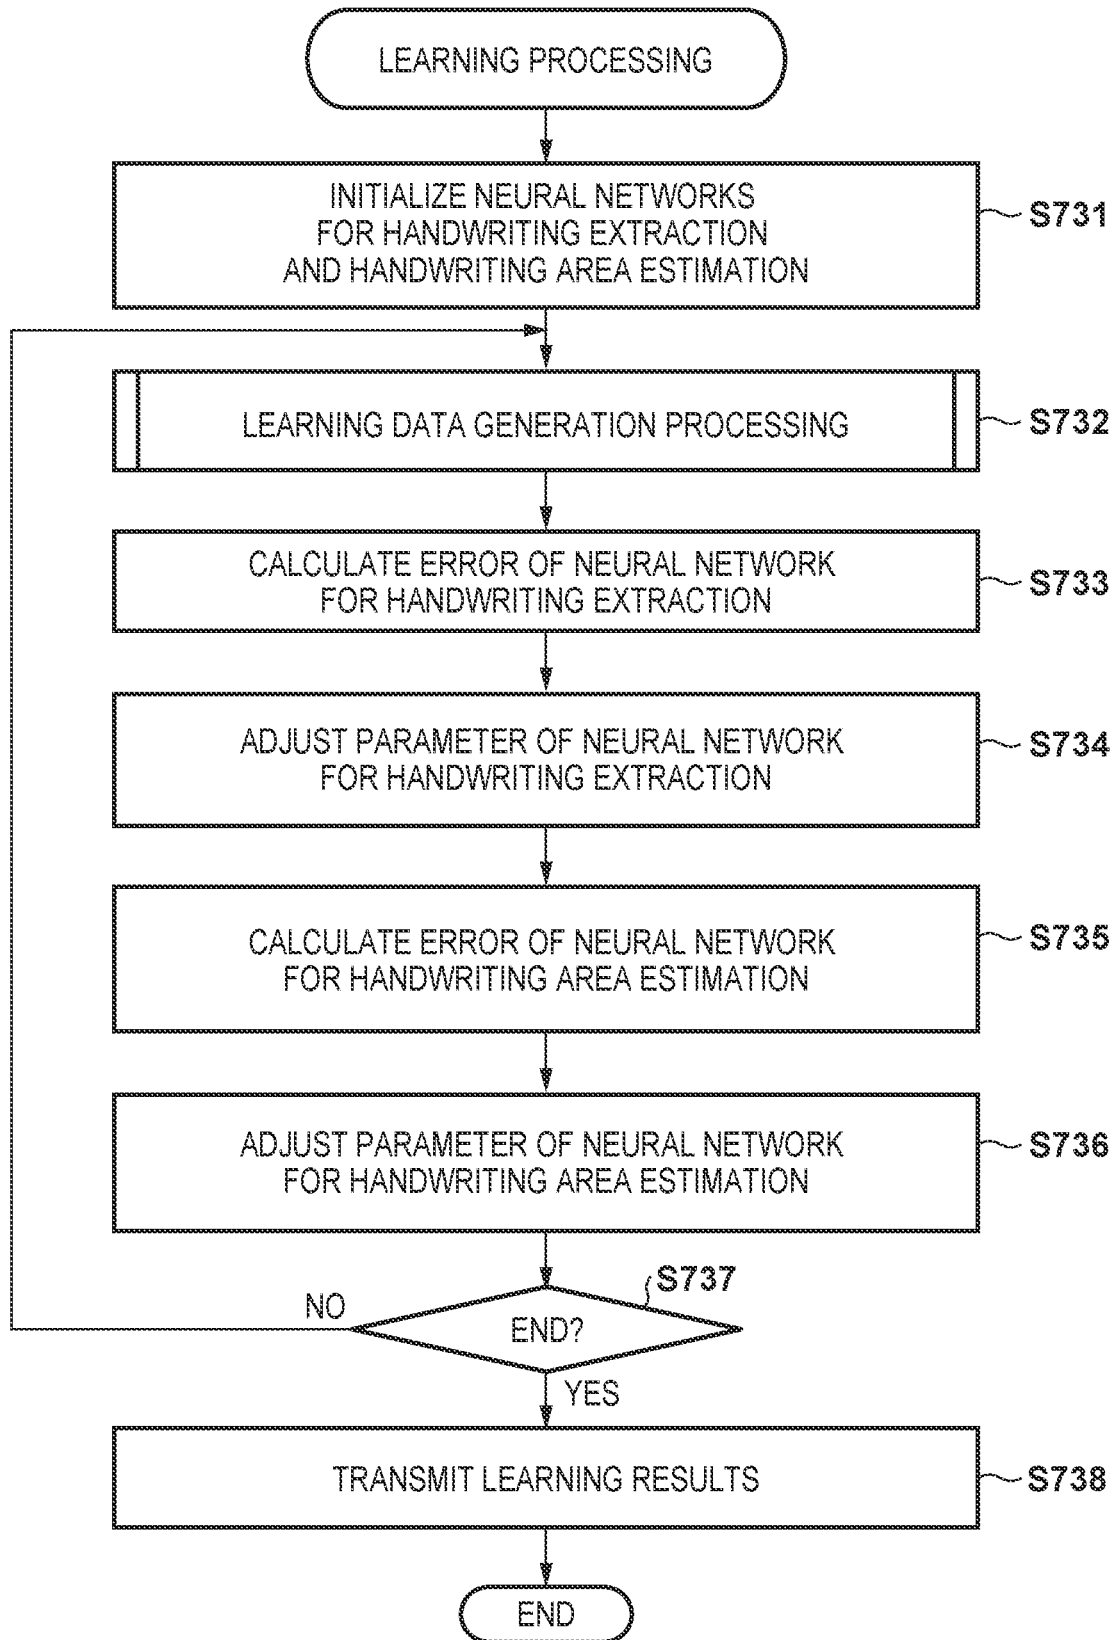 LEARNING PROCESSING
INITIALIZE NEURAL NETWORKS
FOR HANDWRITING EXTRACTION
AND HANDWRITING AREA ESTIMATION
S731
LEARNING DATA GENERATION PROCESSING
S732
CALCULATE ERROR OF NEURAL NETWORK
FOR HANDWRITING EXTRACTION
S733
ADJUST PARAMETER OF NEURAL NETWORK
FOR HANDWRITING EXTRACTION
S734
CALCULATE ERROR OF NEURAL NETWORK
FOR HANDWRITING AREA ESTIMATION
S735
ADJUST PARAMETER OF NEURAL NETWORK
FOR HANDWRITING AREA ESTIMATION
S736
S737
NO
END?
YES
TRANSMIT LEARNING RESULTS
S738
END